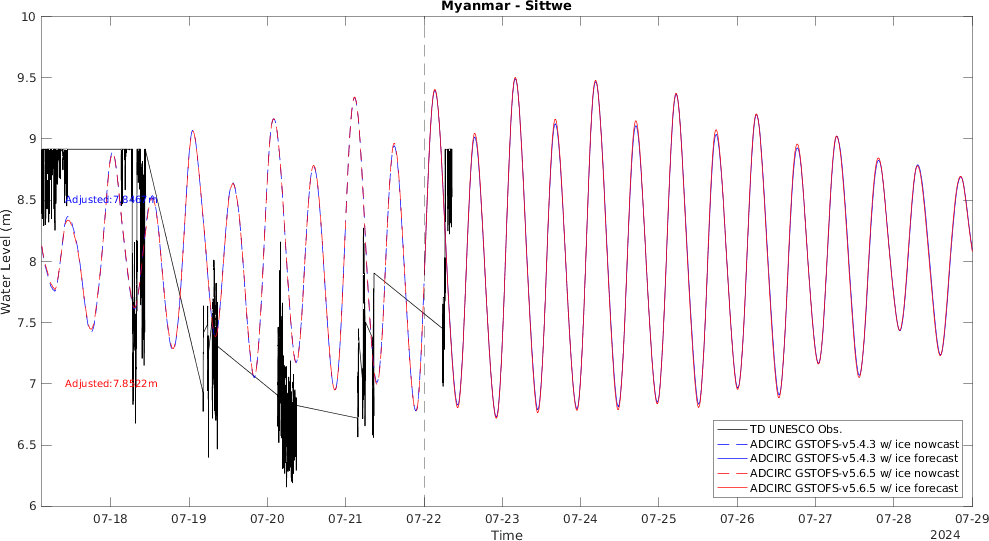 Myanmar - Sittwe
10
9.5
9
8.5
8
7.5
7
6.5
6
Water Level (m)
Adjusted:7.8467m
Adjusted:7.8522m
TD UNESCO Obs.
ADCIRC GSTOFS-v5.4.3 w/ ice nowcast
ADCIRC GSTOFS-v5.4.3 w/ ice forecast
ADCIRC GSTOFS-v5.6.5 w/ ice nowcast
ADCIRC GSTOFS-v5.6.5 w/ ice forecast
07-18 07-19 07-20 07-21 07-22 07-23 07-24 07-25 07-26 07-27 07-28 07-29
Time
2024